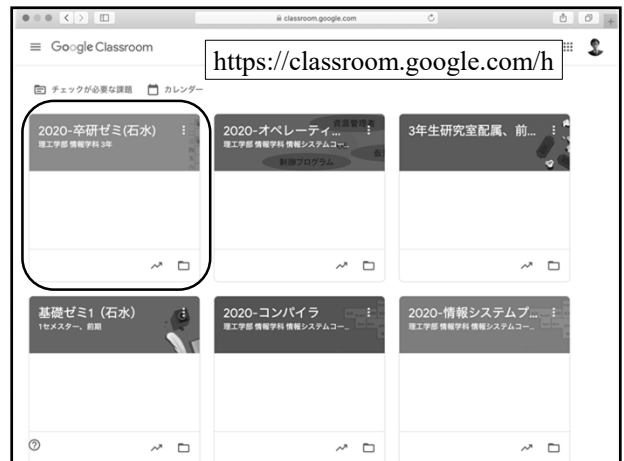 classroom.google.com
Google Classroom
https://classroom.google.com/h
チェックが必要な課題 カレンダー
2020-卒研ゼミ(石水)
理工学部 情報学科 3年
2020-オペレーティ...
理工学部 情報学科 情報システムコー...
資源管理者
制御プログラム
3年生研究室配属、前...
基礎ゼミ1（石水）
1セメスター、前期
2020-コンパイラ
理工学部 情報学科 情報システムコー...
2020-情報システムプ...
理工学部 情報学科 情報システムコー...